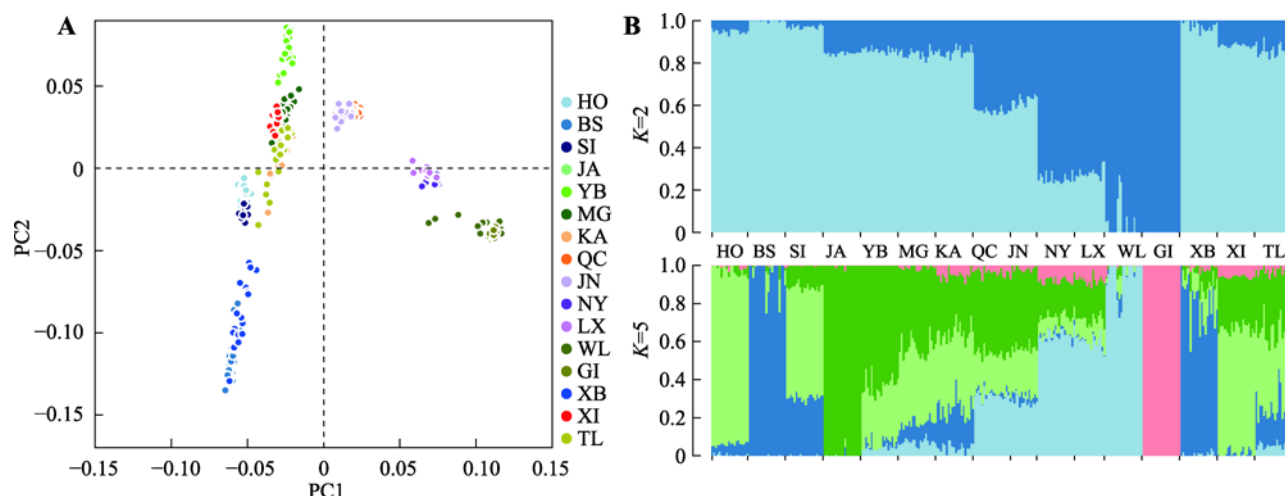 A
PC2
0.05
0
−0.05
−0.10
−0.15
−0.15
−0.10
−0.05
0
0.05
0.10
0.15
PC1
HO
BS
SI
JA
YB
MG
KA
QC
JN
NY
LX
WL
GI
XB
XI
TL
B
K=2
1.0
0.8
0.6
0.4
0.2
0
HO BS SI JA YB MG KA QC JN NY LX WL GI XB XI TL
K=5
1.0
0.8
0.6
0.4
0.2
0